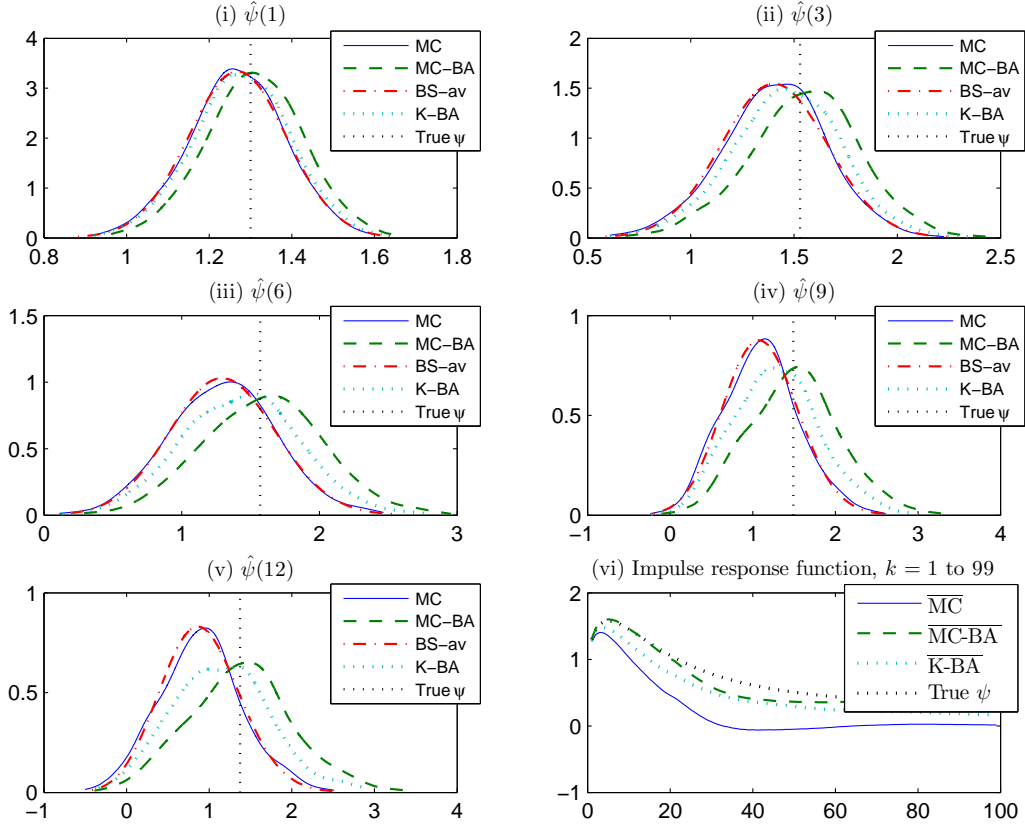 (i) ψ̂(1)
4
3
2
1
0
0.8 1 1.2 1.4 1.6 1.8
MC
MC−BA
BS−av
K−BA
True ψ
(ii) ψ̂(3)
2
1.5
1
0.5
0
0.5 1 1.5 2 2.5
MC
MC−BA
BS−av
K−BA
True ψ
(iii) ψ̂(6)
1.5
1
0.5
0
0 1 2 3
MC
MC−BA
BS−av
K−BA
True ψ
(iv) ψ̂(9)
1
0.5
0
−1 0 1 2 3 4
MC
MC−BA
BS−av
K−BA
True ψ
(v) ψ̂(12)
1
0.5
0
−1 0 1 2 3 4
MC
MC−BA
BS−av
K−BA
True ψ
(vi) Impulse response function, k = 1 to 99
2
1
0
−1
0 20 40 60 80 100
M̅C̅
M̅C̅-̅B̅A̅
K̅-̅B̅A̅
True ψ